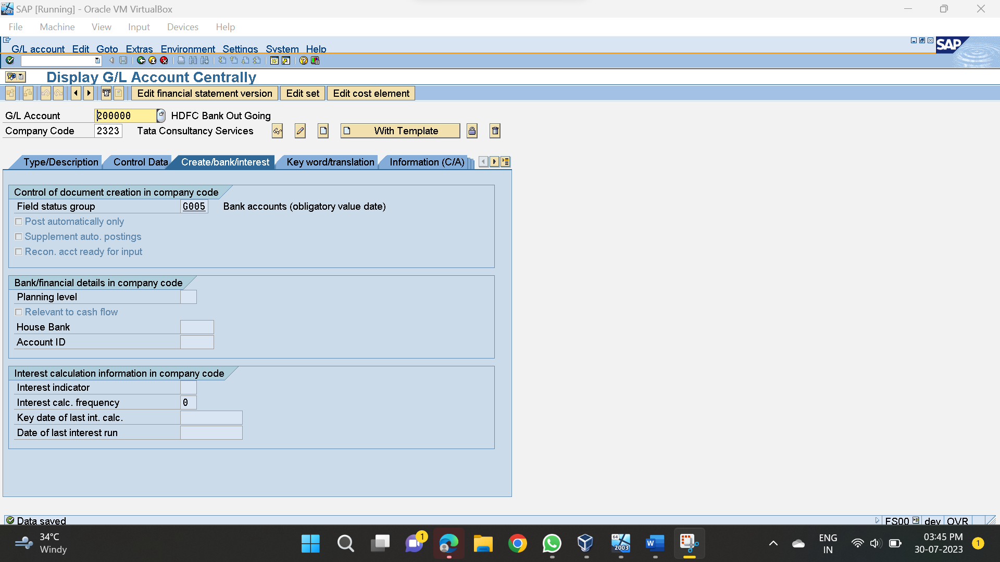 SAP [Running] - Oracle VM VirtualBox
File Machine View Input Devices Help
G/L account Edit Goto Extras Environment Settings System Help
SAP
Display G/L Account Centrally
Edit financial statement version Edit set Edit cost element
G/L Account 200000 HDFC Bank Out Going
Company Code 2323 Tata Consultancy Services With Template
Type/Description Control Data Create/bank/interest Key word/translation Information (C/A)
Control of document creation in company code
Field status group G005 Bank accounts (obligatory value date)
Post automatically only
Supplement auto. postings
Recon. acct ready for input
Bank/financial details in company code
Planning level
Relevant to cash flow
House Bank
Account ID
Interest calculation information in company code
Interest indicator
Interest calc. frequency 0
Key date of last int. calc.
Date of last interest run
Data saved FS00 dev OVR
34°C
Windy
1
64
2003
W
ENG
IN
03:45 PM
30-07-2023
1